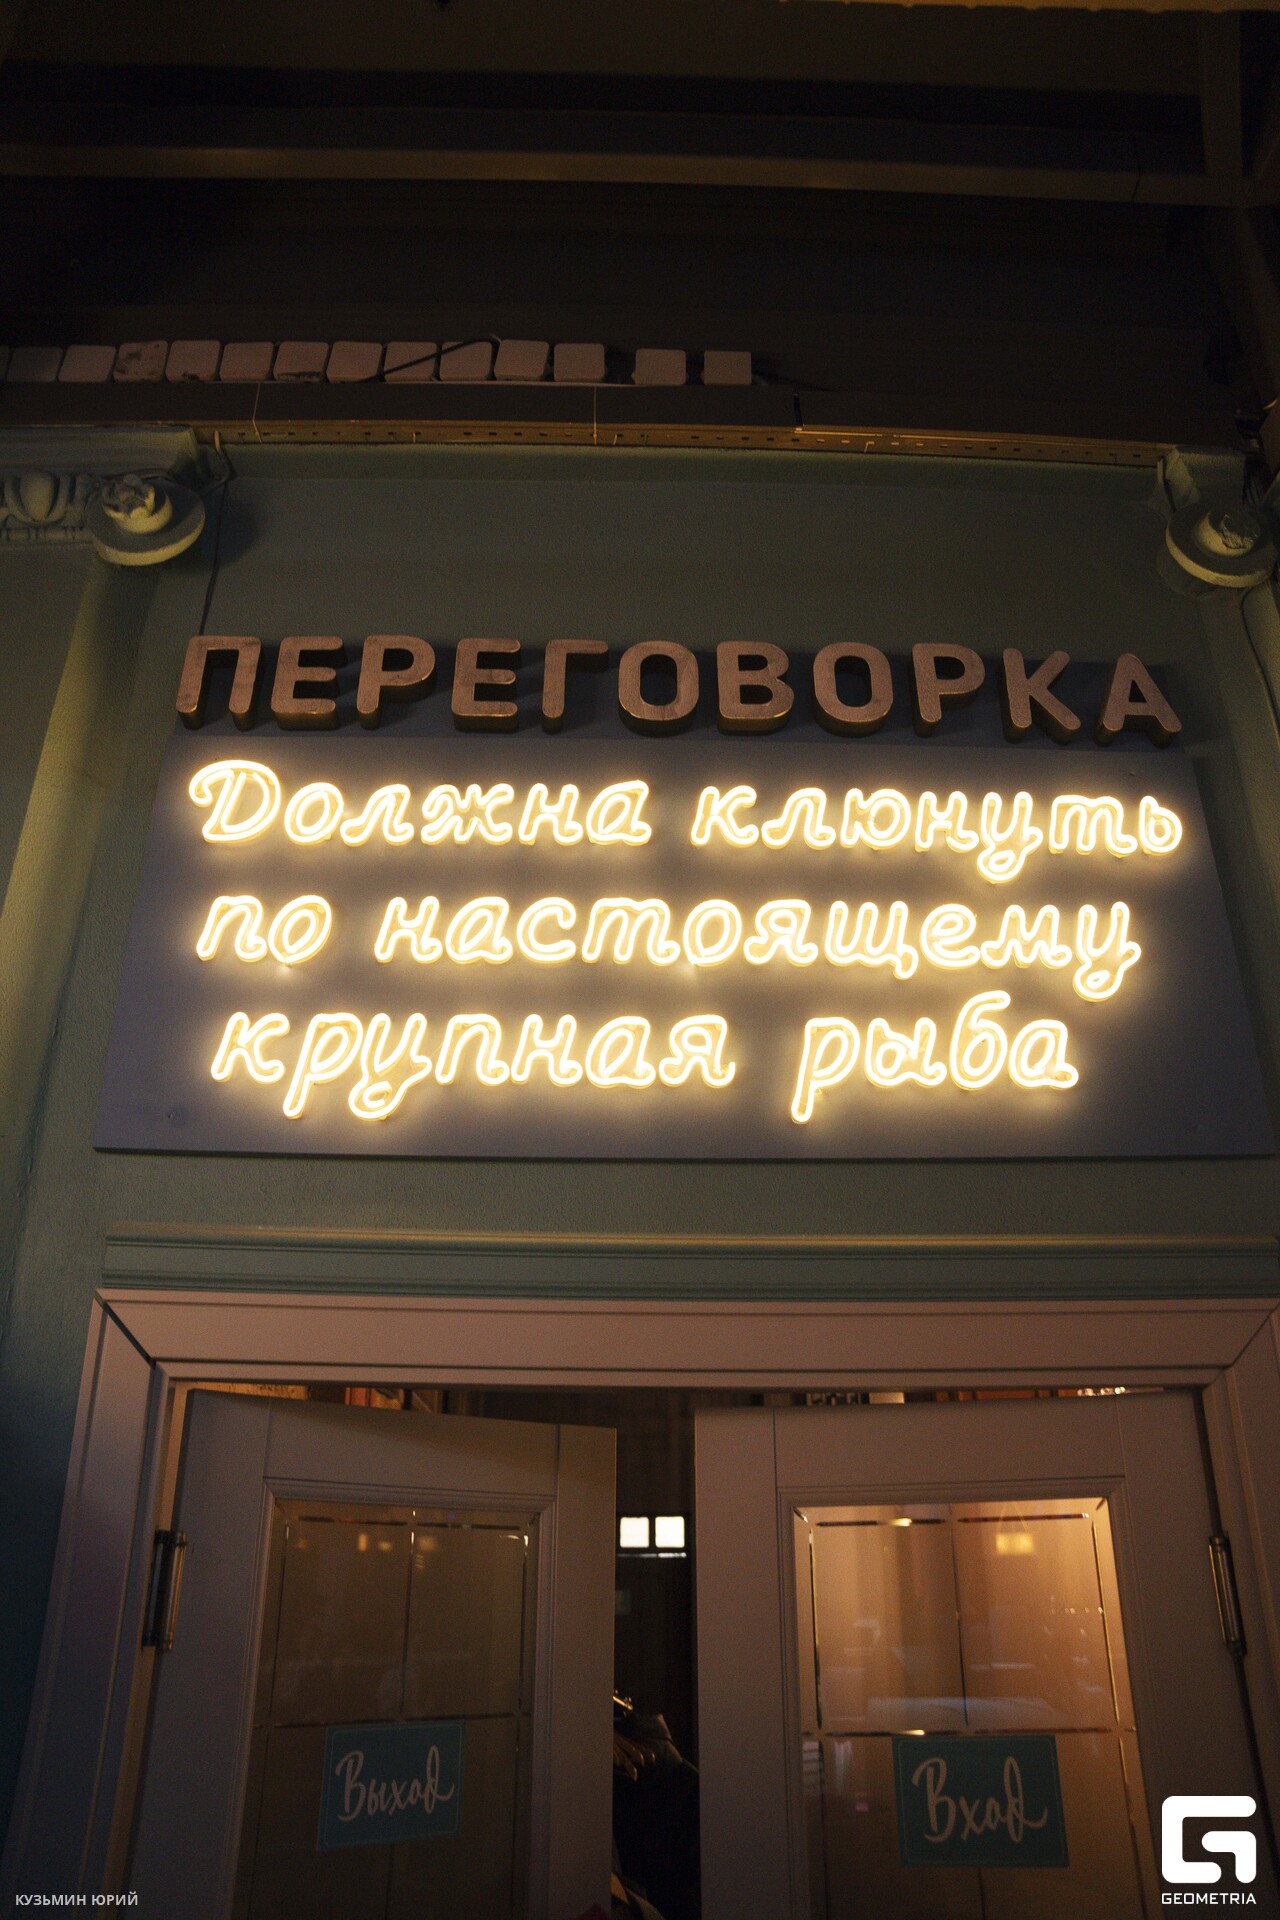 ПЕРЕГОВОРКА
Должна клюнуть
по настоящему
крупная рыба
Выход
Вход
КУЗЬМИН ЮРИЙ
GEOMETRIA